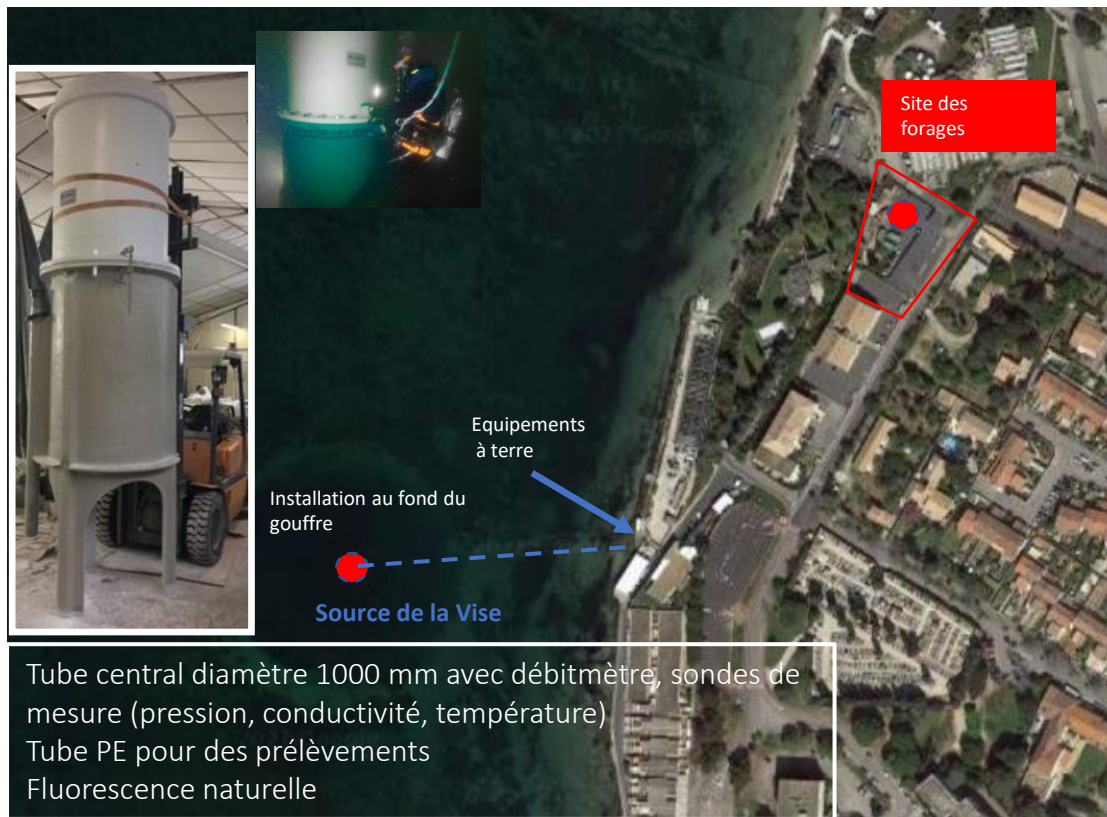 Site des
forages
Equipements
à terre
Installation au fond du
gouffre
Source de la Vise
Tube central diamètre 1000 mm avec débitmètre, sondes de
mesure (pression, conductivité, température)
Tube PE pour des prélèvements
Fluorescence naturelle